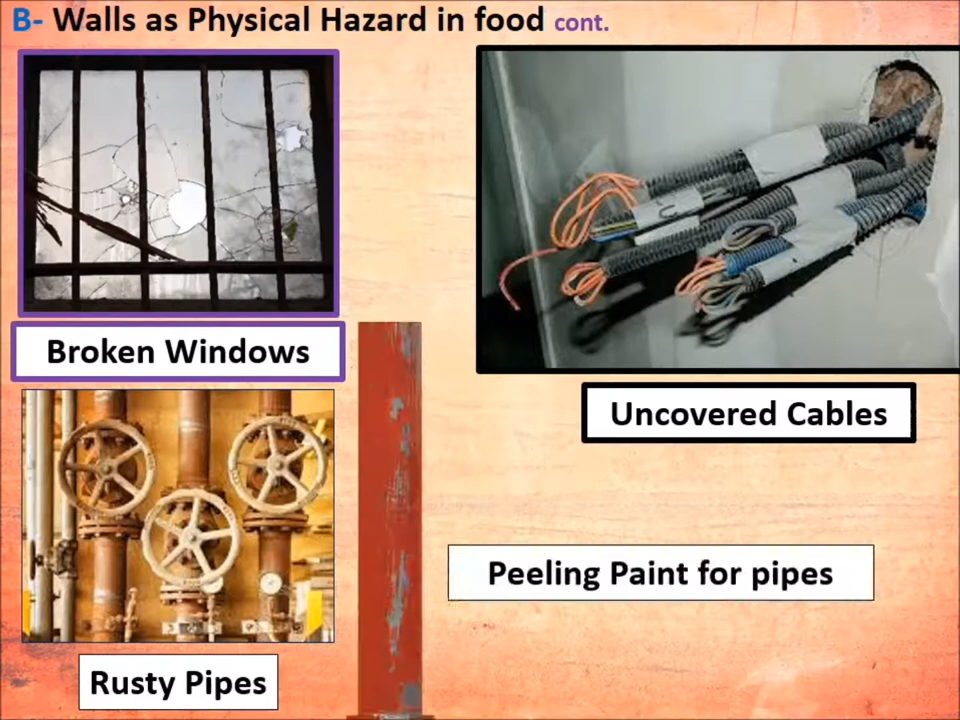 B- Walls as Physical Hazard in food cont.
Broken Windows
Uncovered Cables
Peeling Paint for pipes
Rusty Pipes